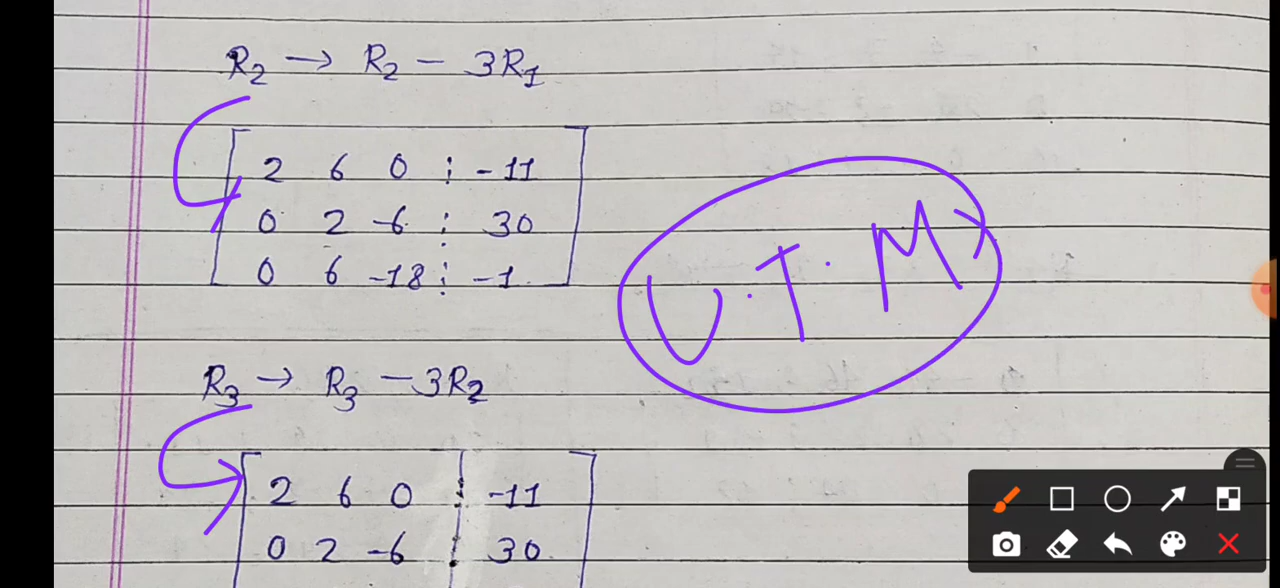 R₂ → R₂ - 3R₁
2 6 0 ⋮ -11
0 2 -6 ⋮ 30
0 6 -18 ⋮ -1
U.T.M
R₃ → R₃ - 3R₂
2 6 0 ⋮ -11
0 2 -6 ⋮ 30